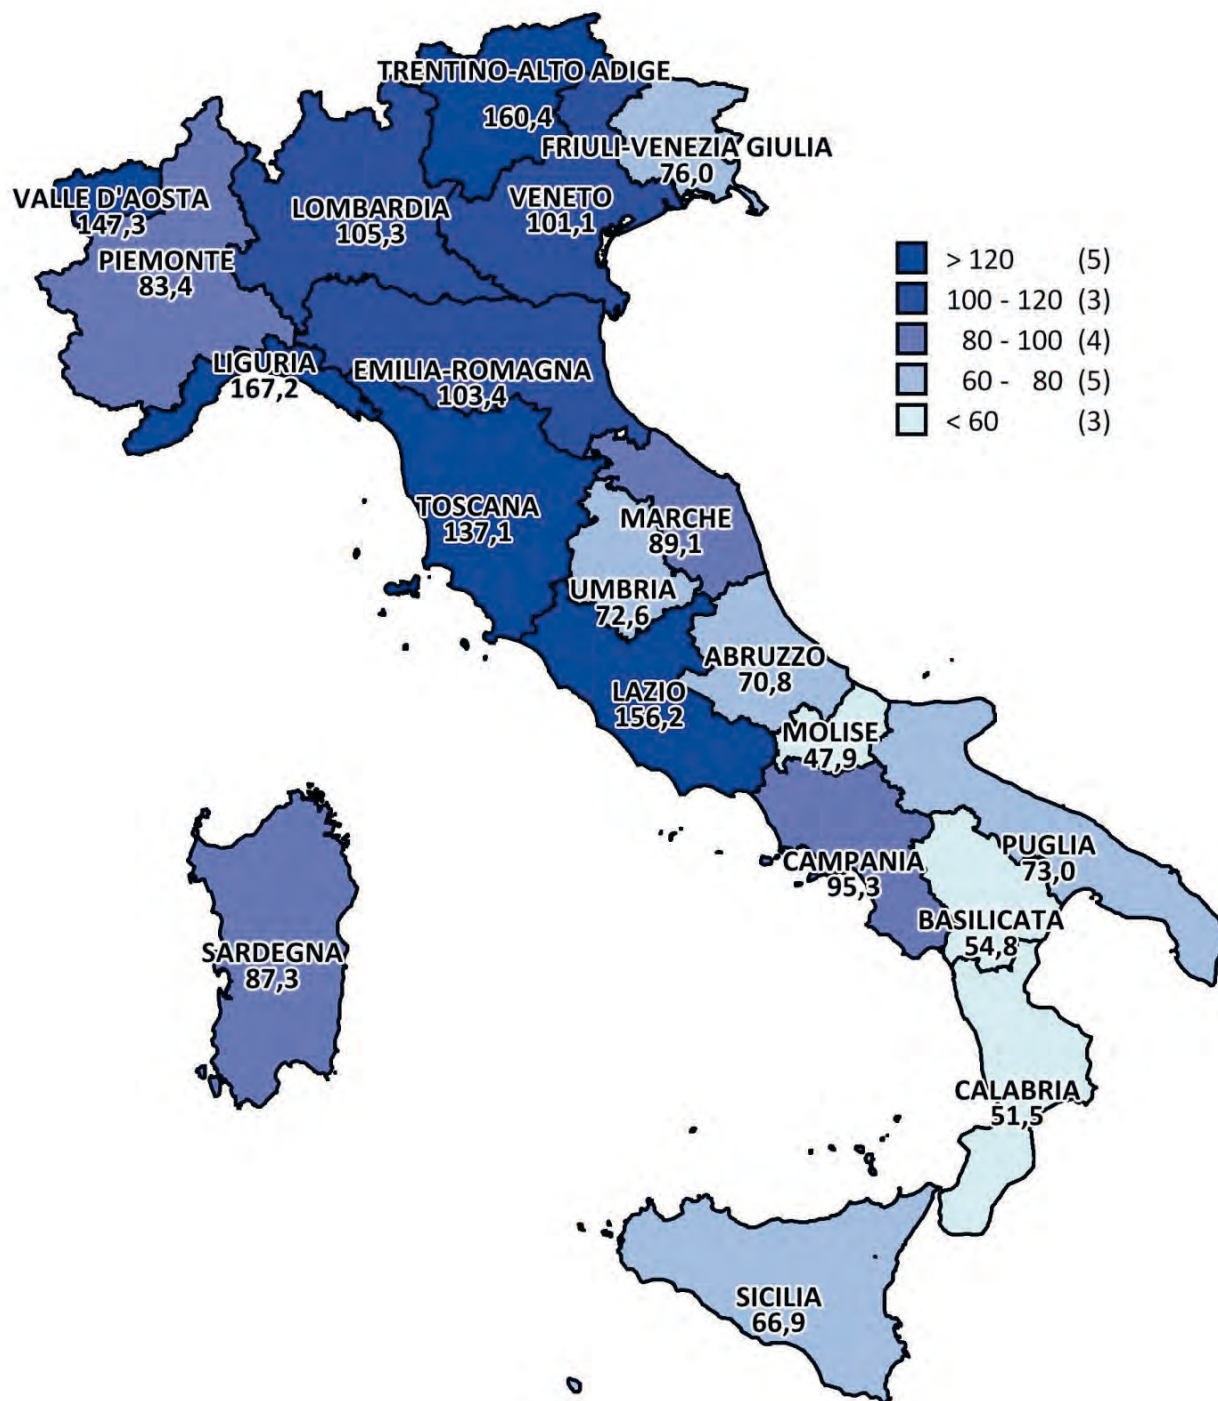 TRENTINO-ALTO ADIGE
160,4
FRIULI-VENEZIA GIULIA
76,0
VALLE D'AOSTA
147,3
LOMBARDIA
105,3
VENETO
101,1
PIEMONTE
83,4
LIGURIA
167,2
EMILIA-ROMAGNA
103,4
TOSCANA
137,1
MARCHE
89,1
UMBRIA
72,6
ABRUZZO
70,8
LAZIO
156,2
MOLISE
47,9
CAMPANIA
95,3
PUGLIA
73,0
BASILICATA
54,8
SARDEGNA
87,3
CALABRIA
51,5
SICILIA
66,9
> 120 (5)
100 - 120 (3)
80 - 100 (4)
60 - 80 (5)
< 60 (3)